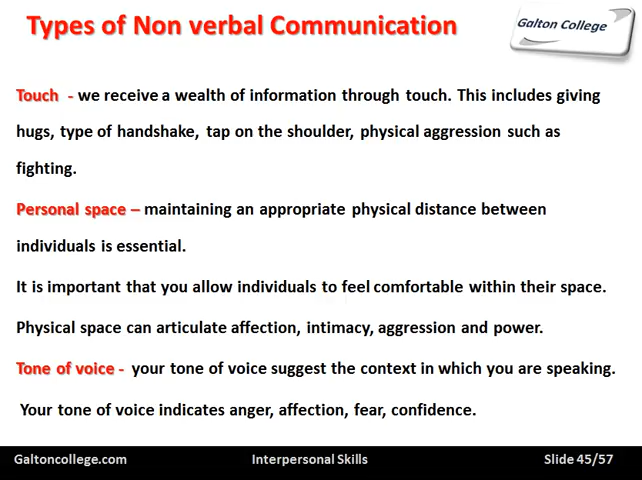 Types of Non verbal Communication
Galton College
Touch - we receive a wealth of information through touch. This includes giving
hugs, type of handshake, tap on the shoulder, physical aggression such as
fighting.
Personal space – maintaining an appropriate physical distance between
individuals is essential.
It is important that you allow individuals to feel comfortable within their space.
Physical space can articulate affection, intimacy, aggression and power.
Tone of voice - your tone of voice suggest the context in which you are speaking.
Your tone of voice indicates anger, affection, fear, confidence.
Galtoncollege.com Interpersonal Skills Slide 45/57